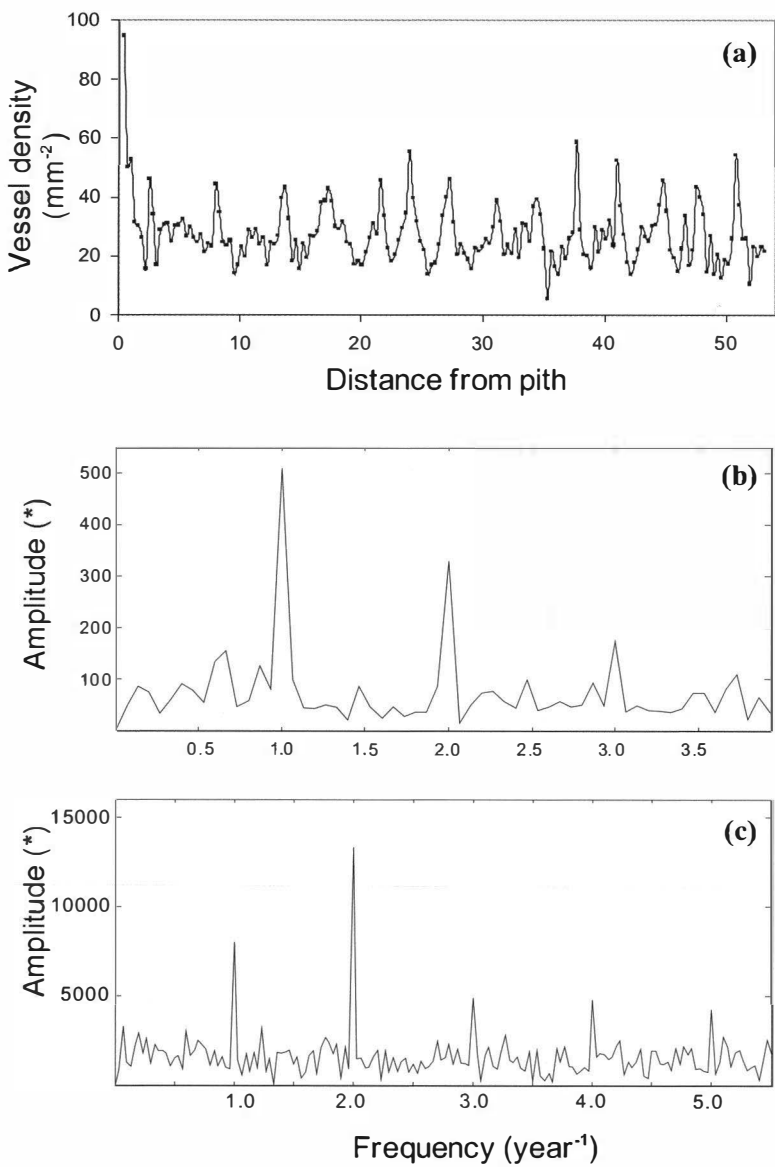 (a)
Vessel density
(mm⁻²)
100
80
60
40
20
0
0 10 20 30 40 50
Distance from pith
(b)
Amplitude (*)
500
400
300
200
100
0.5 1.0 1.5 2.0 2.5 3.0 3.5
(c)
Amplitude (*)
15000
10000
5000
1.0 2.0 3.0 4.0 5.0
Frequency (year⁻¹)